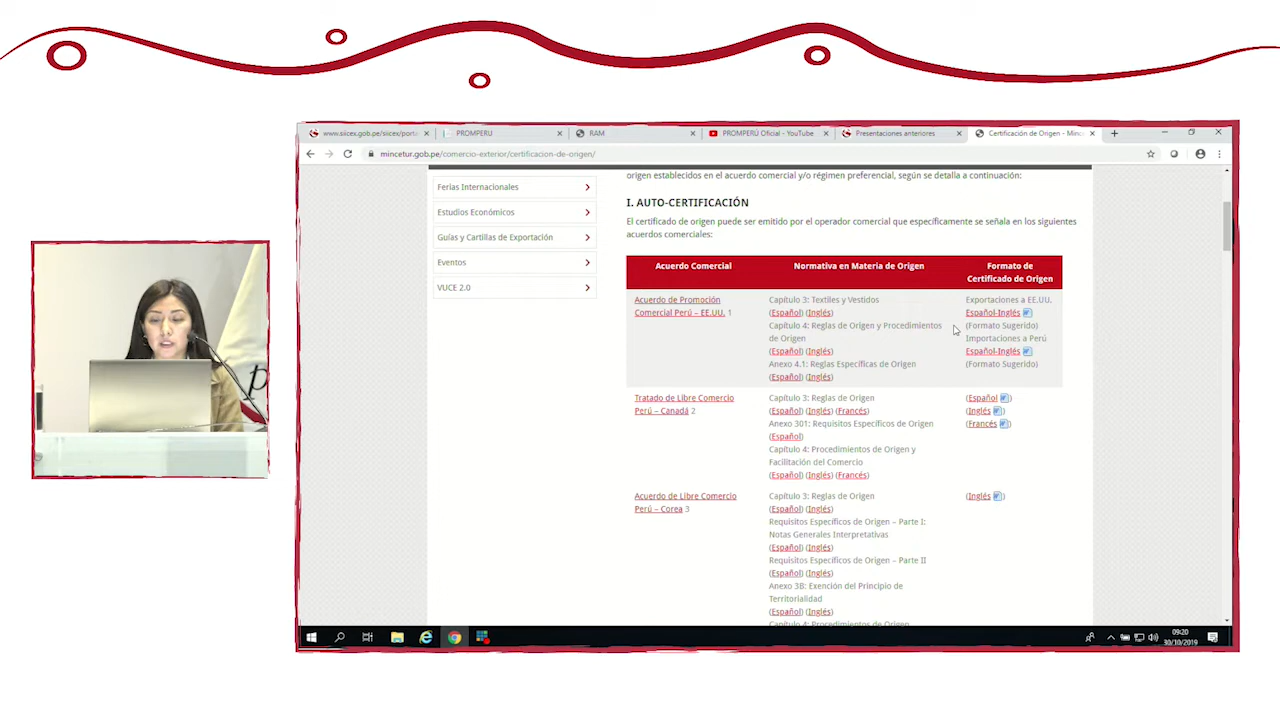 www.siicex.gob.pe/siicex/porta
PROMPERU
RAM
PROMPERÚ Oficial - YouTube
Presentaciones anteriores
Certificación de Origen - Mince
mincetur.gob.pe/comercio-exterior/certificacion-de-origen/
Ferias Internacionales
Estudios Económicos
Guías y Cartillas de Exportación
Eventos
VUCE 2.0
origen establecidos en el acuerdo comercial y/o régimen preferencial, según se detalla a continuación:
I. AUTO-CERTIFICACIÓN
El certificado de origen puede ser emitido por el operador comercial que específicamente se señala en los siguientes
acuerdos comerciales:
Acuerdo Comercial
Normativa en Materia de Origen
Formato de
Certificado de Origen
Acuerdo de Promoción
Comercial Perú – EE.UU. 1
Capítulo 3: Textiles y Vestidos
(Español) (Inglés)
Capítulo 4: Reglas de Origen y Procedimientos
de Origen
(Español) (Inglés)
Anexo 4.1: Reglas Específicas de Origen
(Español) (Inglés)
Exportaciones a EE.UU.
Español-Inglés
(Formato Sugerido)
Importaciones a Perú
Español-Inglés
(Formato Sugerido)
Tratado de Libre Comercio
Perú – Canadá 2
Capítulo 3: Reglas de Origen
(Español) (Inglés) (Francés)
Anexo 301: Requisitos Específicos de Origen
(Español)
Capítulo 4: Procedimientos de Origen y
Facilitación del Comercio
(Español) (Inglés) (Francés)
(Español)
(Inglés)
(Francés)
Acuerdo de Libre Comercio
Perú – Corea 3
Capítulo 3: Reglas de Origen
(Español) (Inglés)
Requisitos Específicos de Origen – Parte I:
Notas Generales Interpretativas
(Español) (Inglés)
Requisitos Específicos de Origen – Parte II
(Español) (Inglés)
Anexo 3B: Exención del Principio de
Territorialidad
(Español) (Inglés)
Capítulo 4: Procedimientos de Origen
(Inglés)
09:20
30/10/2019